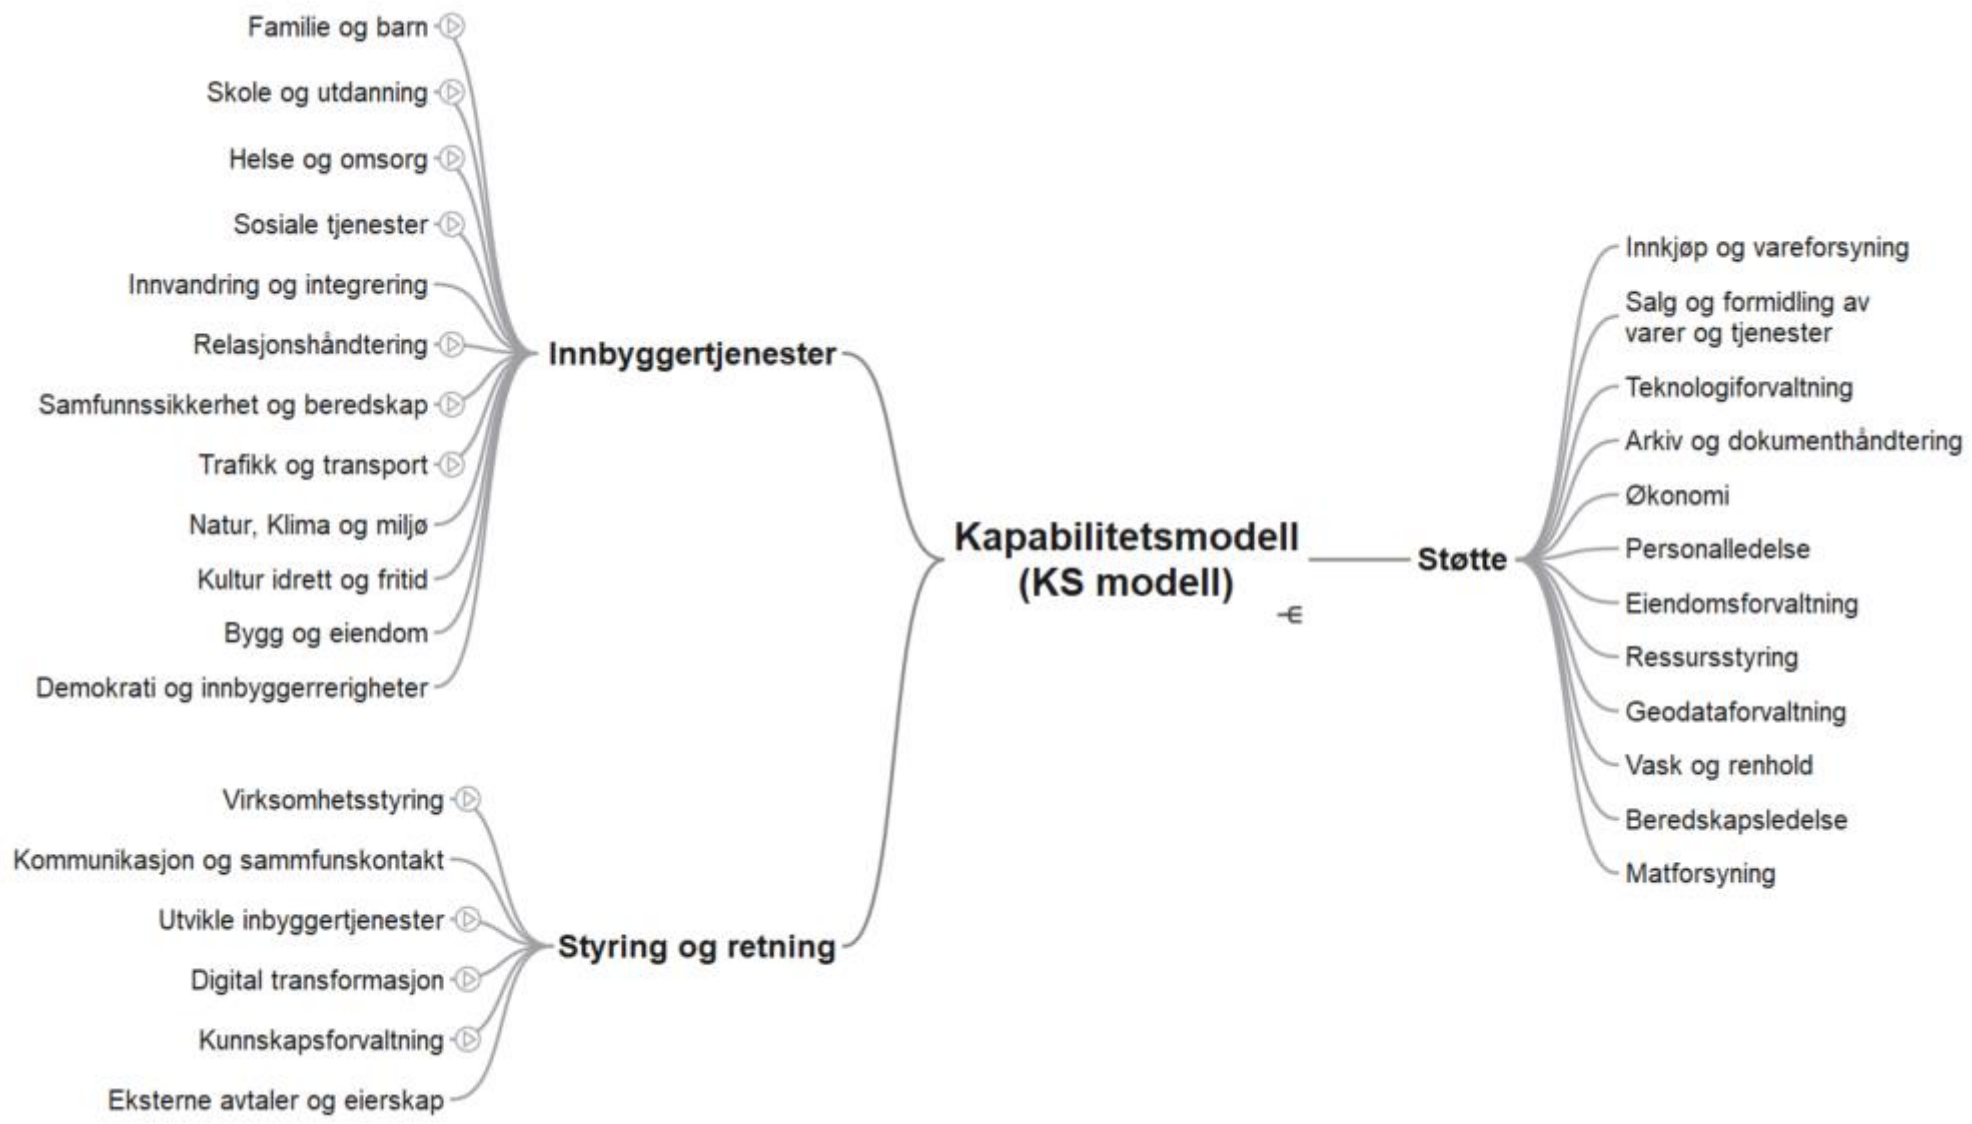 Familie og barn
Skole og utdanning
Helse og omsorg
Sosiale tjenester
Innvandring og integrering
Relasjonshåndtering
Samfunnssikkerhet og beredskap
Trafikk og transport
Natur, Klima og miljø
Kultur idrett og fritid
Bygg og eiendom
Demokrati og innbyggerrerigheter
Innbyggertjenester
Virksomhetsstyring
Kommunikasjon og sammfunskontakt
Utvikle inbyggertjenester
Digital transformasjon
Kunnskapsforvaltning
Eksterne avtaler og eierskap
Styring og retning
Kapabilitetsmodell
(KS modell)
Støtte
Innkjøp og vareforsyning
Salg og formidling av
varer og tjenester
Teknologiforvaltning
Arkiv og dokumenthåndtering
Økonomi
Personalledelse
Eiendomsforvaltning
Ressursstyring
Geodataforvaltning
Vask og renhold
Beredskapsledelse
Matforsyning